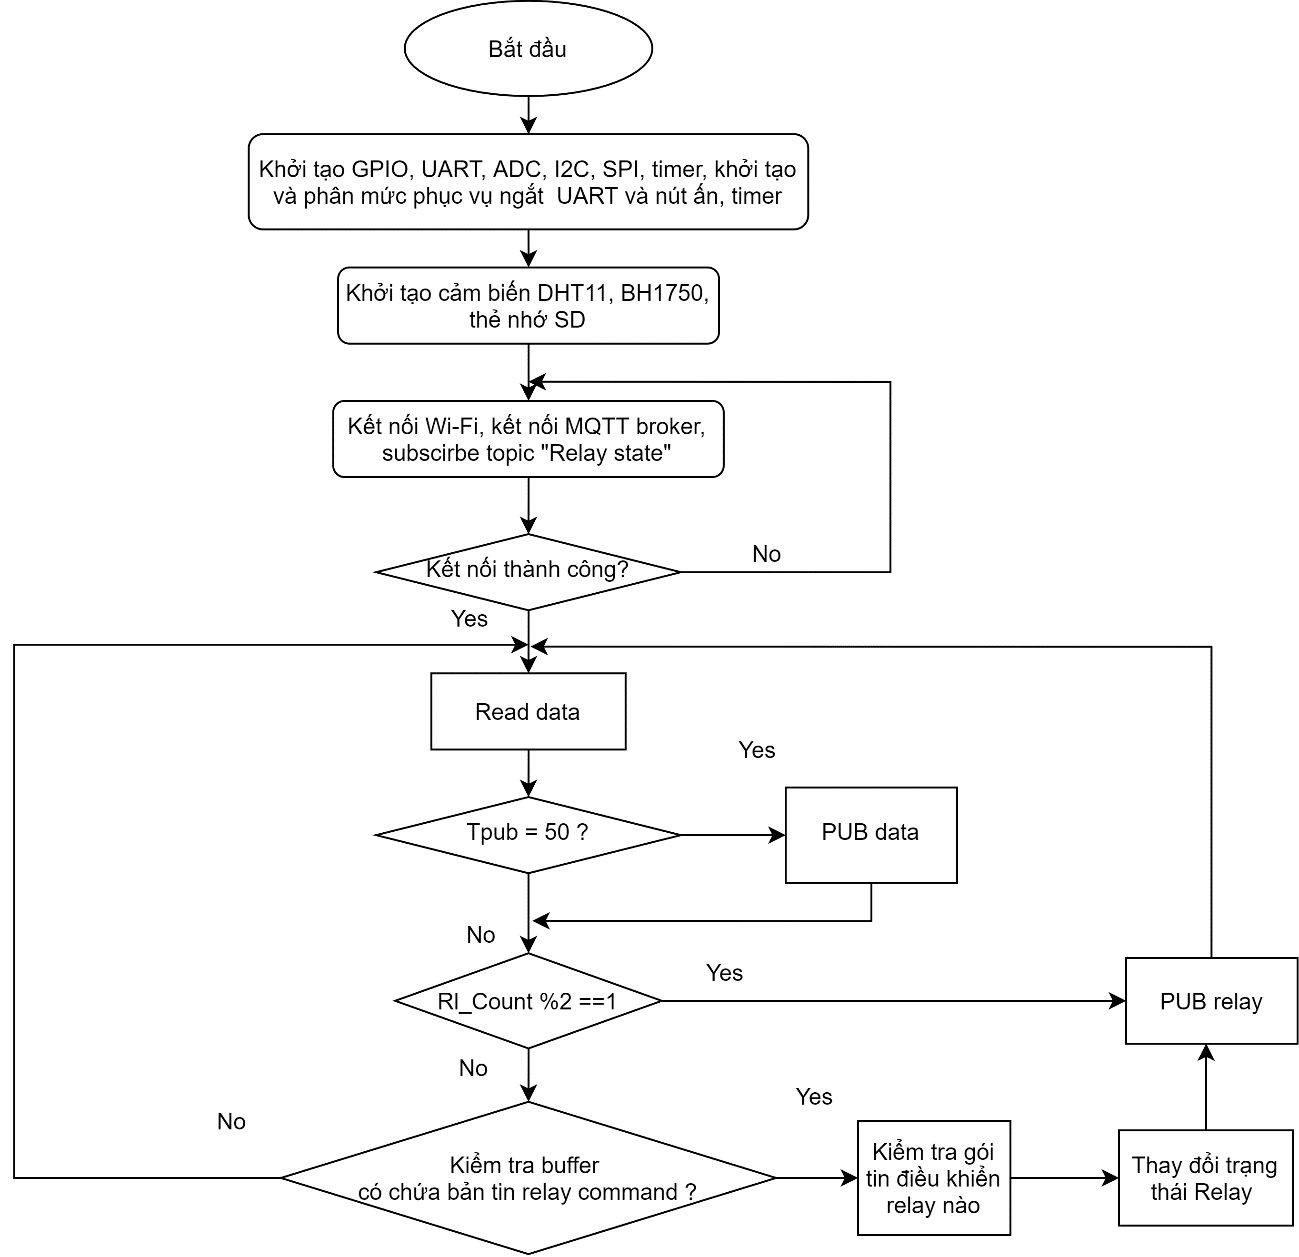 Bắt đầu
Khởi tạo GPIO, UART, ADC, I2C, SPI, timer, khởi tạo
và phân mức phục vụ ngắt  UART và nút ấn, timer
Khởi tạo cảm biến DHT11, BH1750,
thẻ nhớ SD
Kết nối Wi-Fi, kết nối MQTT broker,
subscirbe topic "Relay state"
Kết nối thành công?
No
Yes
Read data
Yes
Tpub = 50 ?
PUB data
No
Yes
Rl_Count %2 ==1
PUB relay
No
Yes
No
Kiểm tra buffer
có chứa bản tin relay command ?
Kiểm tra gói
tin điều khiển
relay nào
Thay đổi trạng
thái Relay